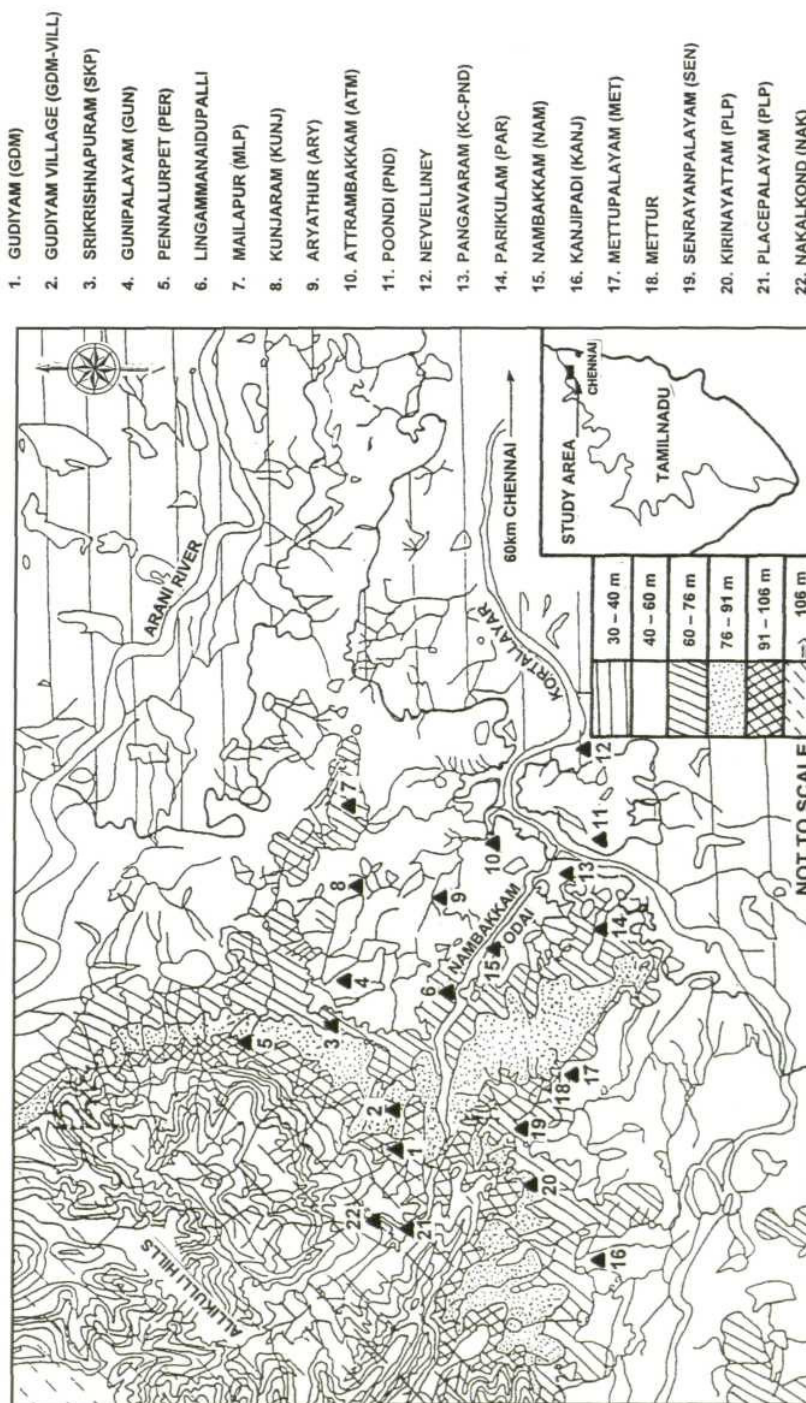 ARANI RIVER
ALLIKULLI HILLS
NAMBAKKAM
ODAI
KORTALLAYAR
60km CHENNAI
1
2
3
4
5
6
7
8
9
10
11
12
13
14
15
16
17
18
19
20
21
22
NOT TO SCALE
30 – 40 m
40 – 60 m
60 – 76 m
76 – 91 m
91 – 106 m
106 m
STUDY AREA
CHENNAI
TAMILNADU
1. GUDIYAM (GDM)
2. GUDIYAM VILLAGE (GDM-VILL)
3. SRIKRISHNAPURAM (SKP)
4. GUNIPALAYAM (GUN)
5. PENNALURPET (PER)
6. LINGAMMANAIDUPALLI
7. MAILAPUR (MLP)
8. KUNJARAM (KUNJ)
9. ARYATHUR (ARY)
10. ATTRAMBAKKAM (ATM)
11. POONDI (PND)
12. NEYVELLINEY
13. PANGAVARAM (KC-PND)
14. PARIKULAM (PAR)
15. NAMBAKKAM (NAM)
16. KANJIPADI (KANJ)
17. METTUPALAYAM (MET)
18. METTUR
19. SENRAYANPALAYAM (SEN)
20. KIRINAYATTAM (PLP)
21. PLACEPALAYAM (PLP)
22. NAKALKOND (NAK)